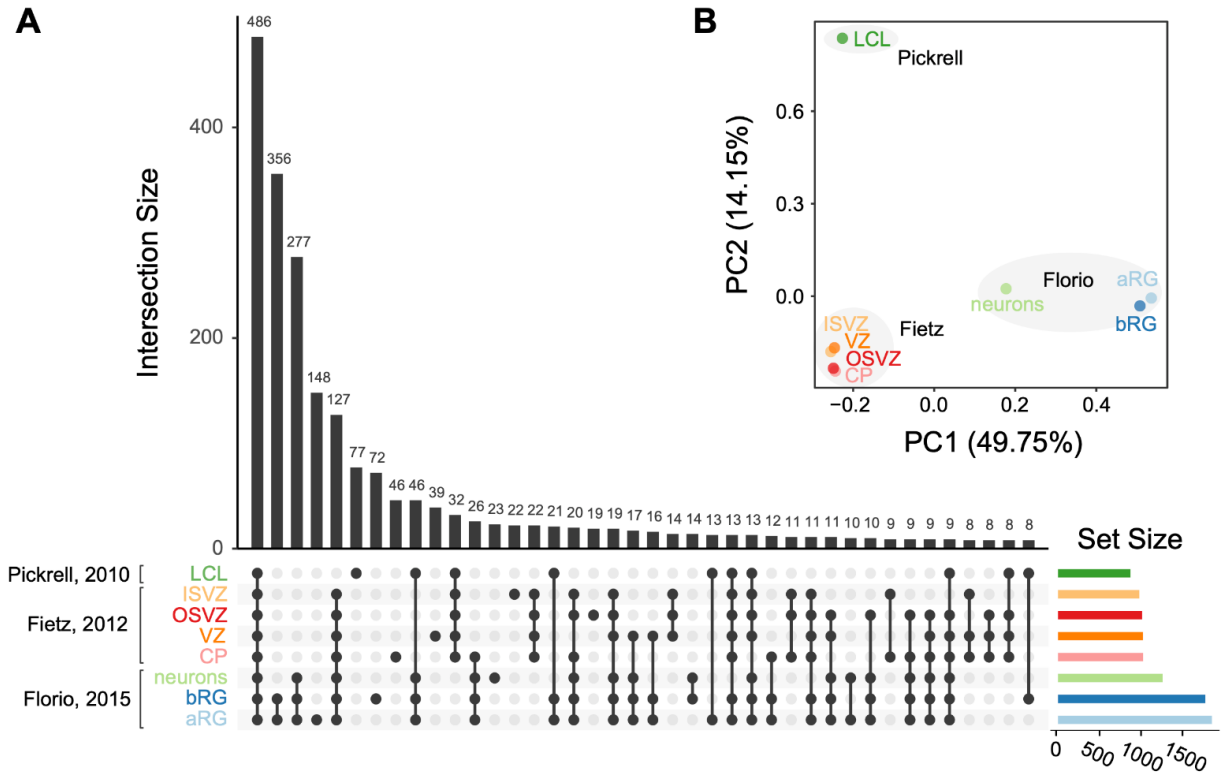 A
B
486
356
277
148
127
77
72
46
46
39
32
26
23
22
22
21
20
19
19
17
16
14
14
13
13
13
12
11
11
11
10
10
9
9
9
9
8
8
8
8
400
200
0
Intersection Size
LCL
Pickrell
neurons
Florio
aRG
bRG
ISVZ
VZ
OSVZ
CP
Fietz
0.6
0.3
0.0
PC2 (14.15%)
−0.2 0.0 0.2 0.4
PC1 (49.75%)
Pickrell, 2010
Fietz, 2012
Florio, 2015
LCL
ISVZ
OSVZ
VZ
CP
neurons
bRG
aRG
Set Size
0 500 1000 1500